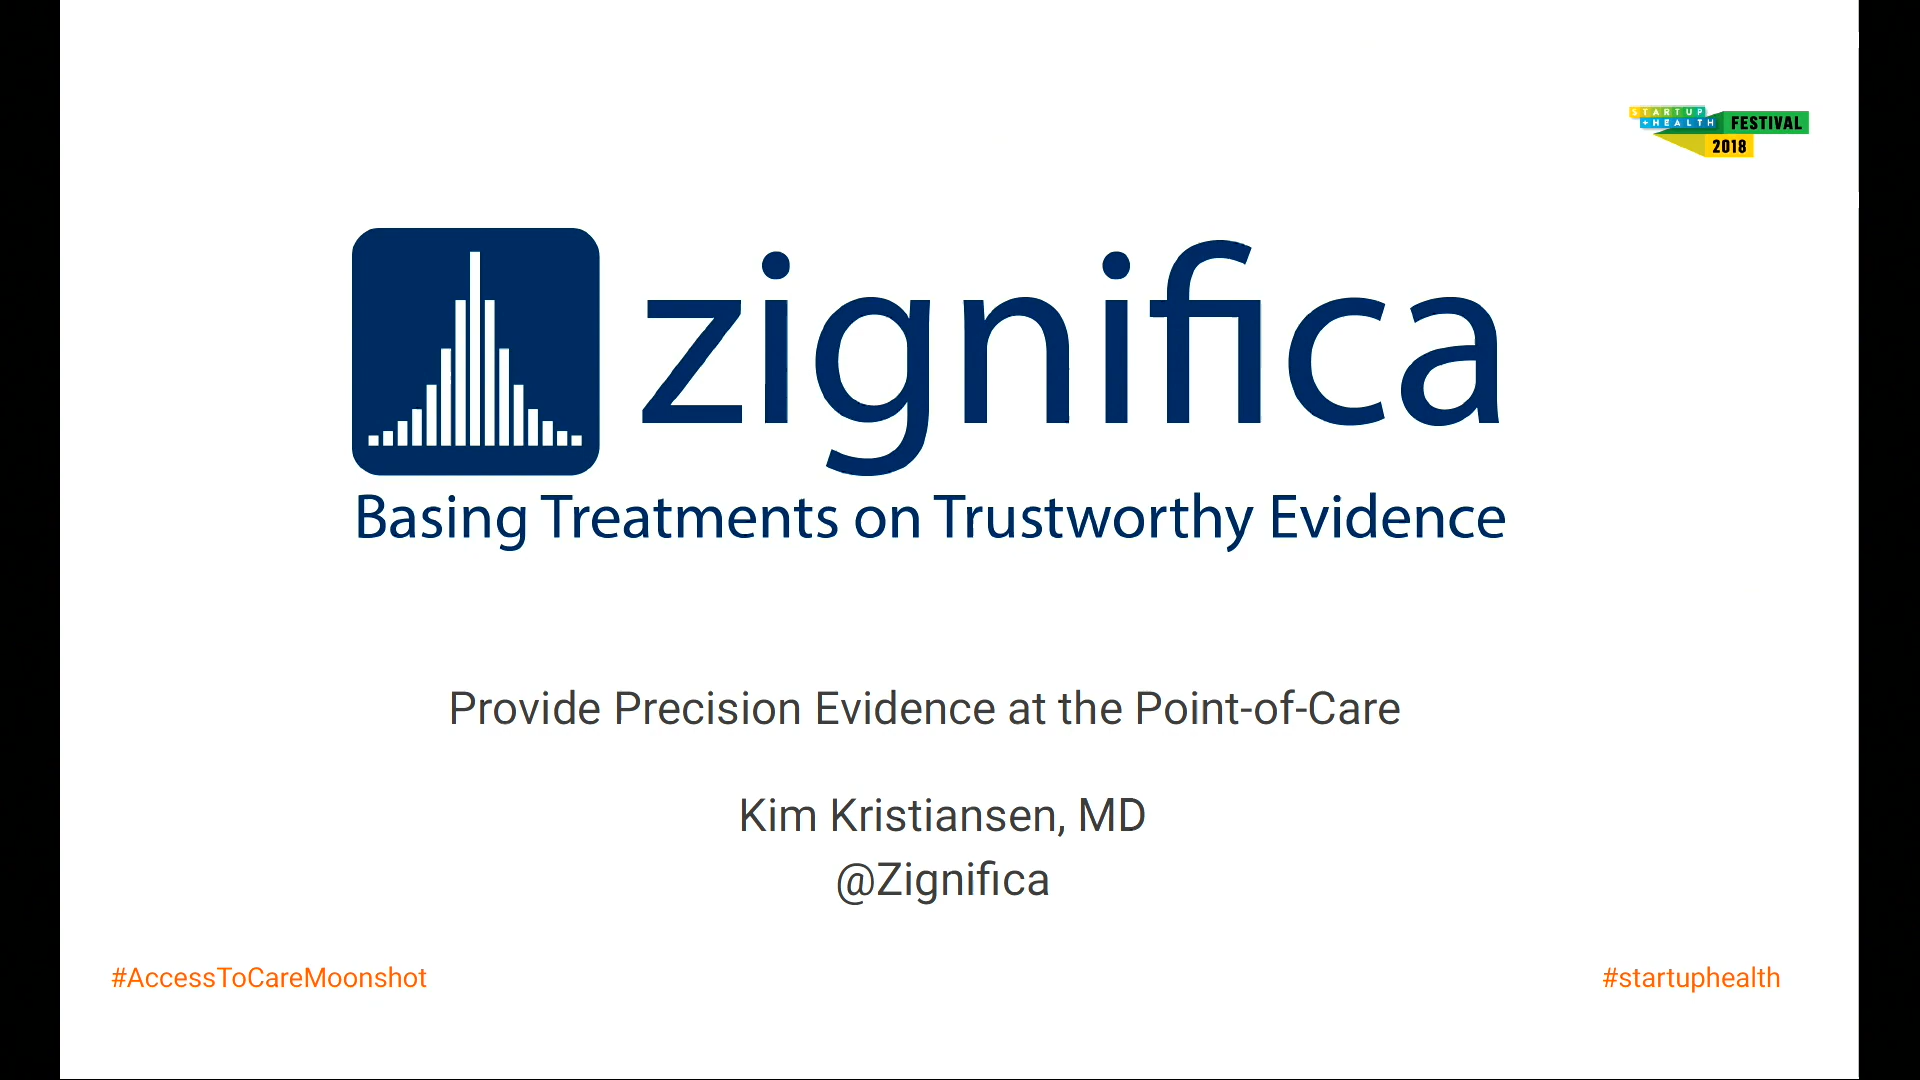 STARTUP
+HEALTH FESTIVAL
2018
zignifica
Basing Treatments on Trustworthy Evidence
Provide Precision Evidence at the Point-of-Care
Kim Kristiansen, MD
@Zignifica
#AccessToCareMoonshot
#startuphealth